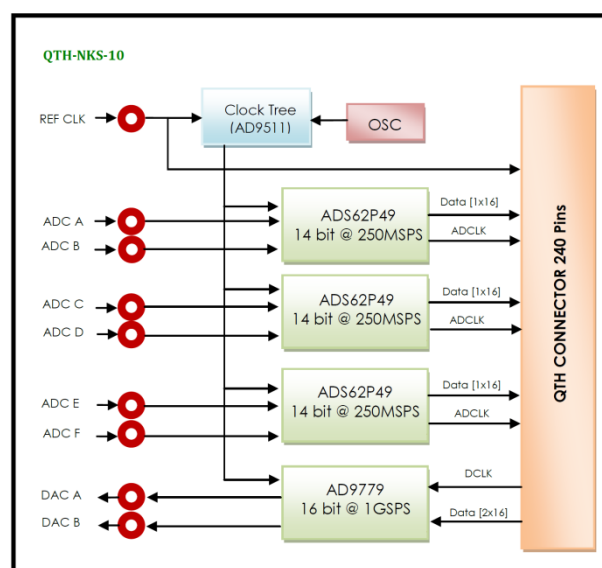 QTH-NKS-10
REF CLK
Clock Tree
(AD9511)
OSC
ADC A
ADC B
ADS62P49
14 bit @ 250MSPS
Data [1x16]
ADCLK
ADC C
ADC D
ADS62P49
14 bit @ 250MSPS
Data [1x16]
ADCLK
ADC E
ADC F
ADS62P49
14 bit @ 250MSPS
Data [1x16]
ADCLK
DAC A
DAC B
AD9779
16 bit @ 1GSPS
DCLK
Data [2x16]
QTH CONNECTOR 240 Pins